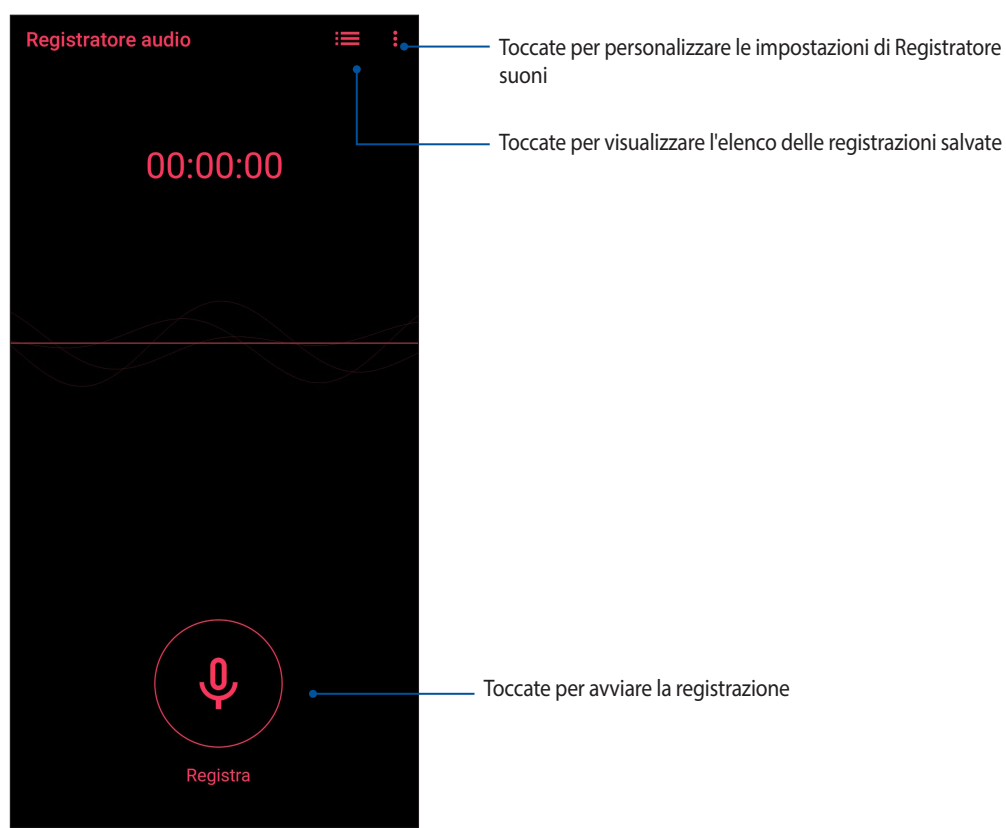 Registratore audio
Toccate per personalizzare le impostazioni di Registratore
suoni
Toccate per visualizzare l'elenco delle registrazioni salvate
00:00:00
Toccate per avviare la registrazione
Registra